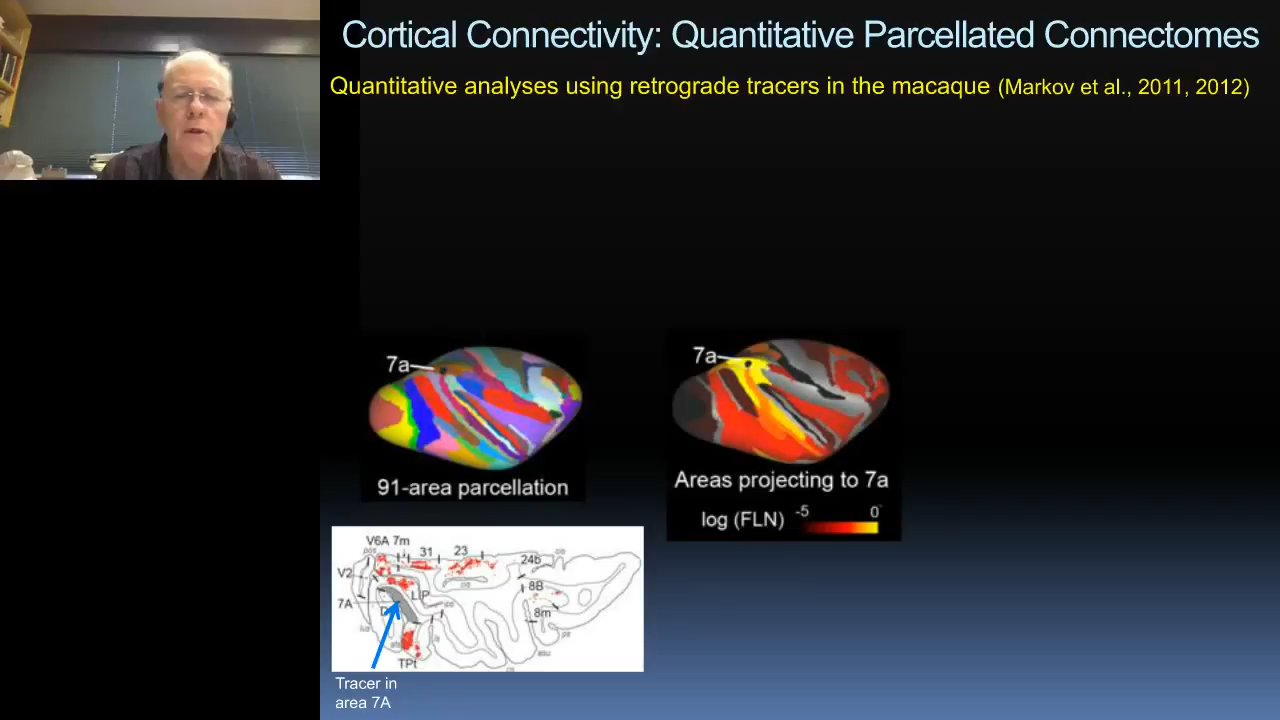 Cortical Connectivity: Quantitative Parcellated Connectomes
Quantitative analyses using retrograde tracers in the macaque (Markov et al., 2011, 2012)
7a
91-area parcellation
7a
Areas projecting to 7a
log (FLN) -5 0
V6A 7m 31 23
24b
V2
8B
7A LIP
8m
TPt
Tracer in
area 7A